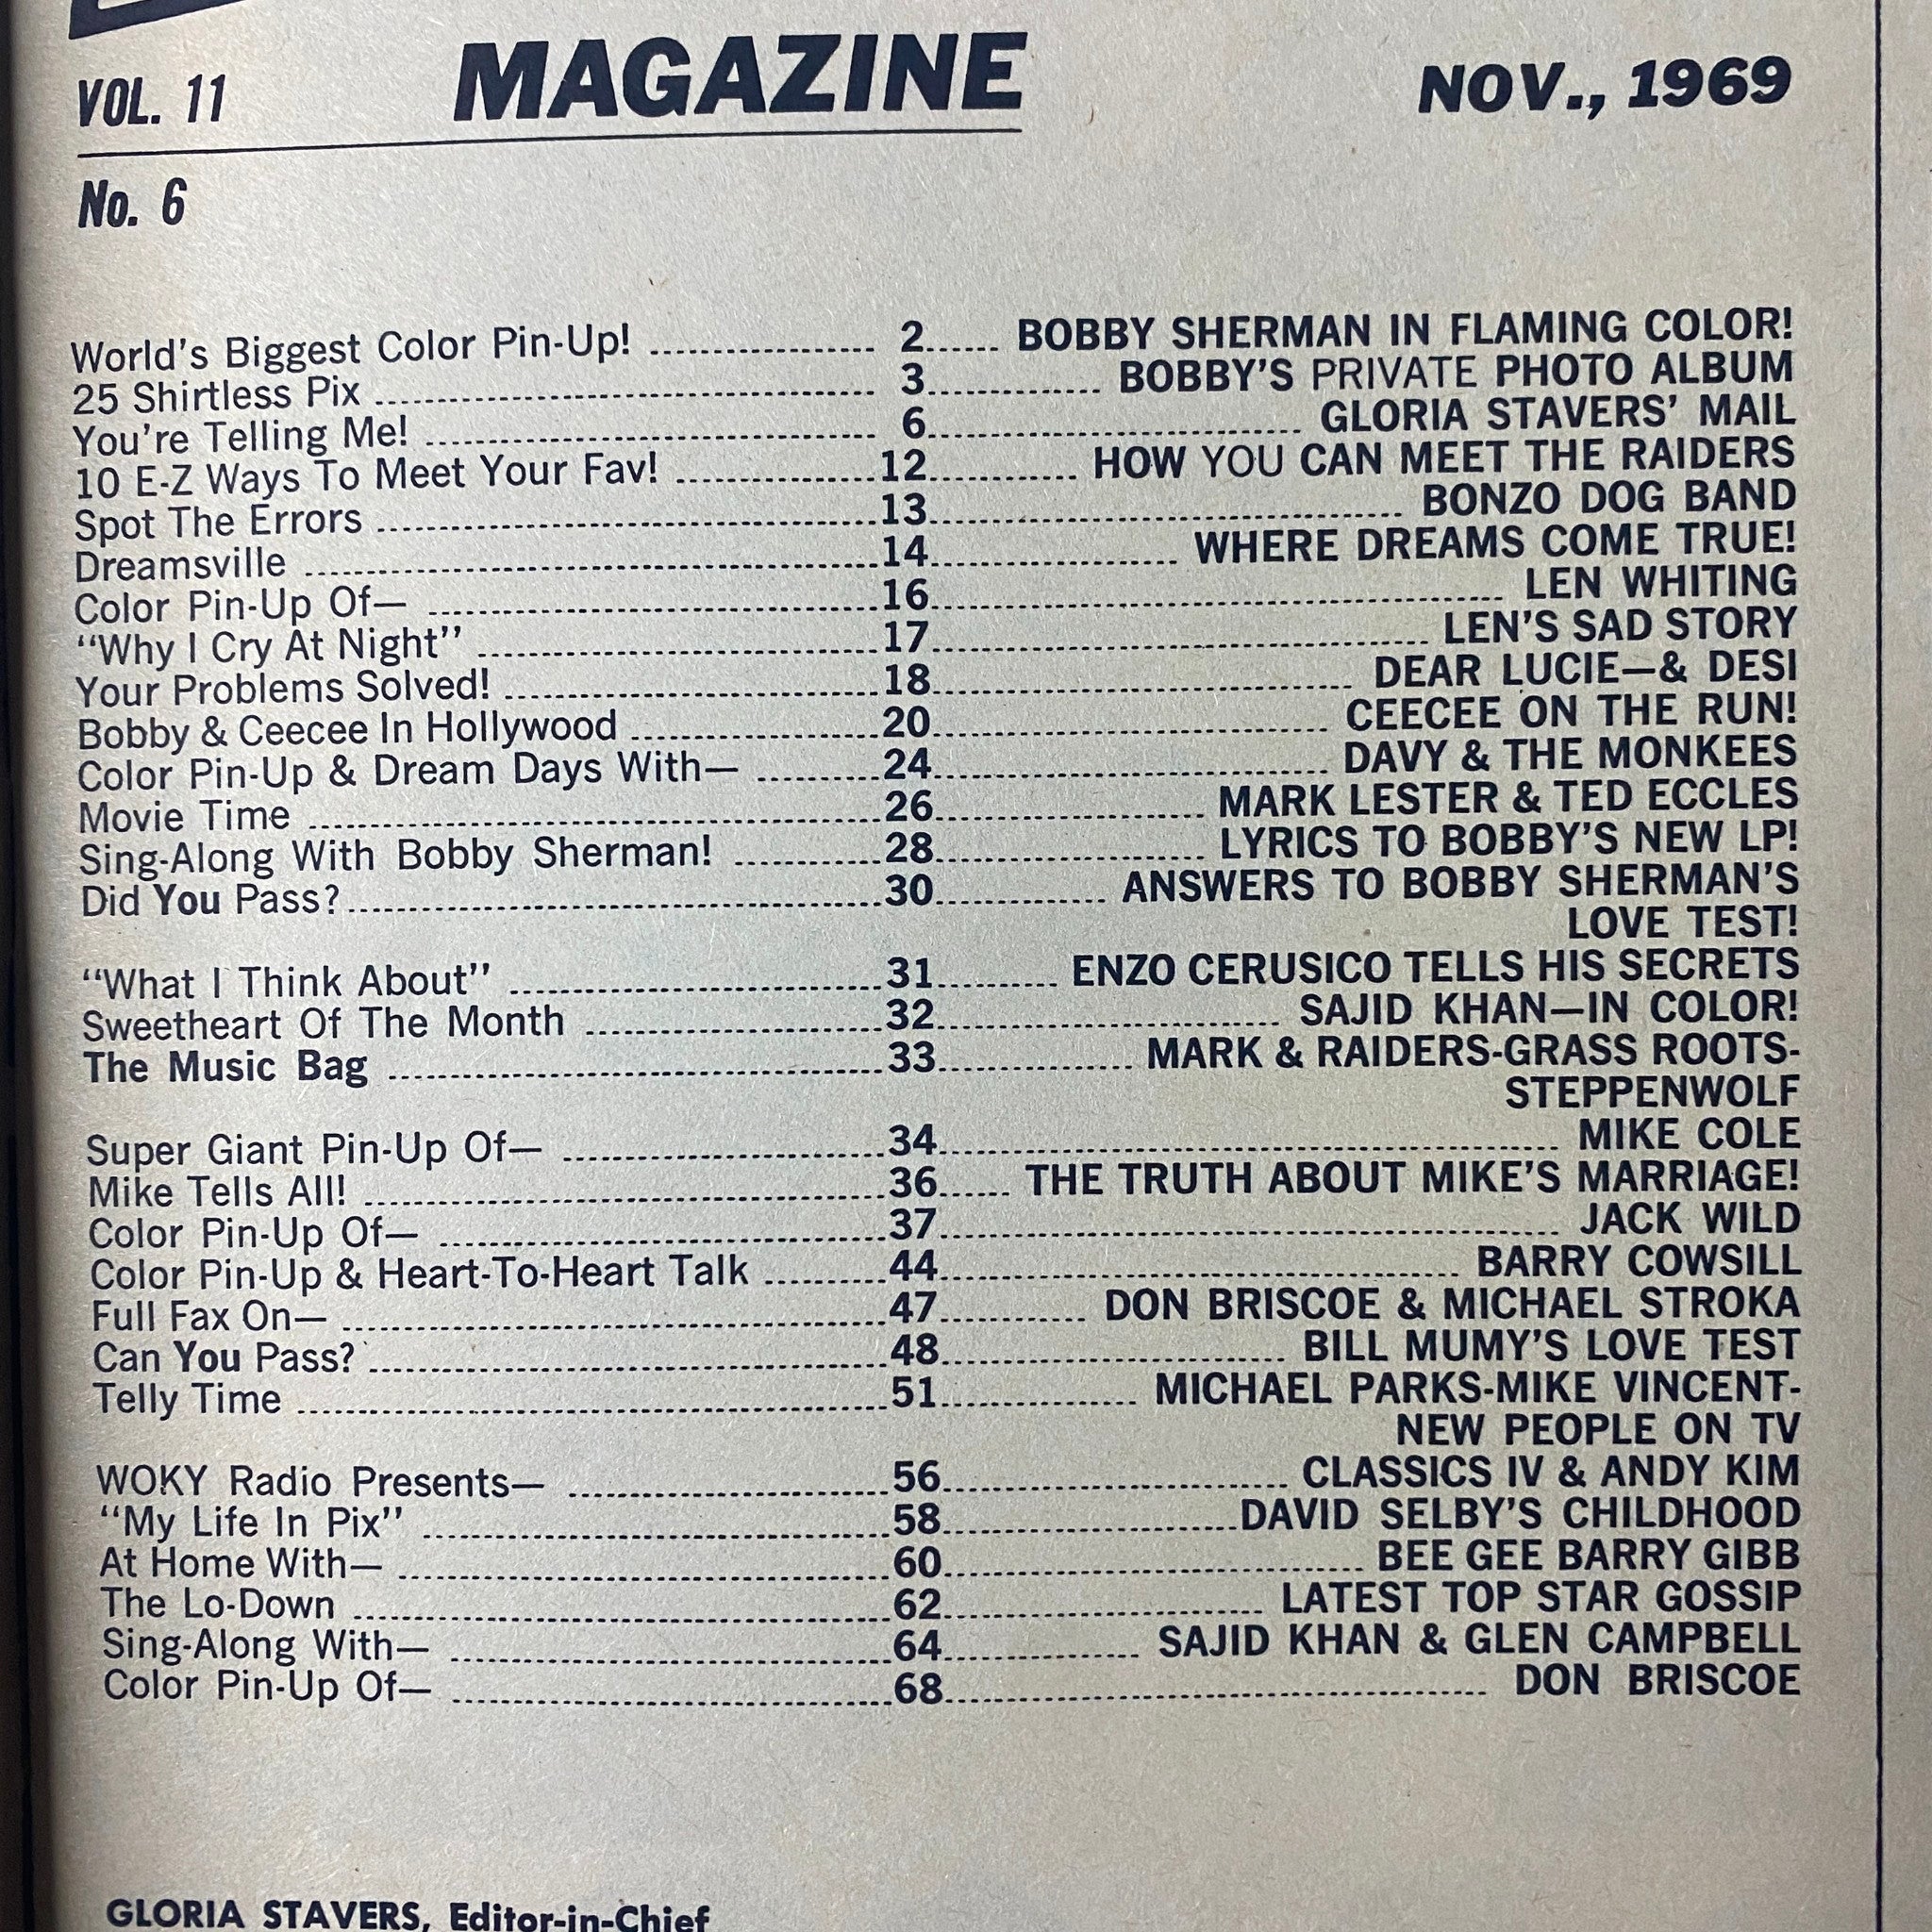 MAGAZINE
VOL. 11 NOV., 1969
No. 6
World's Biggest Color Pin-Up! 2 BOBBY SHERMAN IN FLAMING COLOR!
25 Shirtless Pix 3 BOBBY'S PRIVATE PHOTO ALBUM
You're Telling Me! 6 GLORIA STAVERS' MAIL
10 E-Z Ways To Meet Your Fav! 12 HOW YOU CAN MEET THE RAIDERS
Spot The Errors 13 BONZO DOG BAND
Dreamsville 14 WHERE DREAMS COME TRUE!
Color Pin-Up Of— 16 LEN WHITING
"Why I Cry At Night" 17 LEN'S SAD STORY
Your Problems Solved! 18 DEAR LUCIE—& DESI
Bobby & Ceecee In Hollywood 20 CEECEE ON THE RUN!
Color Pin-Up & Dream Days With— 24 DAVY & THE MONKEES
Movie Time 26 MARK LESTER & TED ECCLES
Sing-Along With Bobby Sherman! 28 LYRICS TO BOBBY'S NEW LP!
Did You Pass? 30 ANSWERS TO BOBBY SHERMAN'S
LOVE TEST!
"What I Think About" 31 ENZO CERUSICO TELLS HIS SECRETS
Sweetheart Of The Month 32 SAJID KHAN—IN COLOR!
The Music Bag 33 MARK & RAIDERS-GRASS ROOTS-
STEPPENWOLF
Super Giant Pin-Up Of— 34 MIKE COLE
Mike Tells All! 36 THE TRUTH ABOUT MIKE'S MARRIAGE!
Color Pin-Up Of— 37 JACK WILD
Color Pin-Up & Heart-To-Heart Talk 44 BARRY COWSILL
Full Fax On— 47 DON BRISCOE & MICHAEL STROKA
Can You Pass? 48 BILL MUMY'S LOVE TEST
Telly Time 51 MICHAEL PARKS-MIKE VINCENT-
NEW PEOPLE ON TV
WOKY Radio Presents— 56 CLASSICS IV & ANDY KIM
"My Life In Pix" 58 DAVID SELBY'S CHILDHOOD
At Home With— 60 BEE GEE BARRY GIBB
The Lo-Down 62 LATEST TOP STAR GOSSIP
Sing-Along With— 64 SAJID KHAN & GLEN CAMPBELL
Color Pin-Up Of— 68 DON BRISCOE
GLORIA STAVERS, Editor-in-Chief